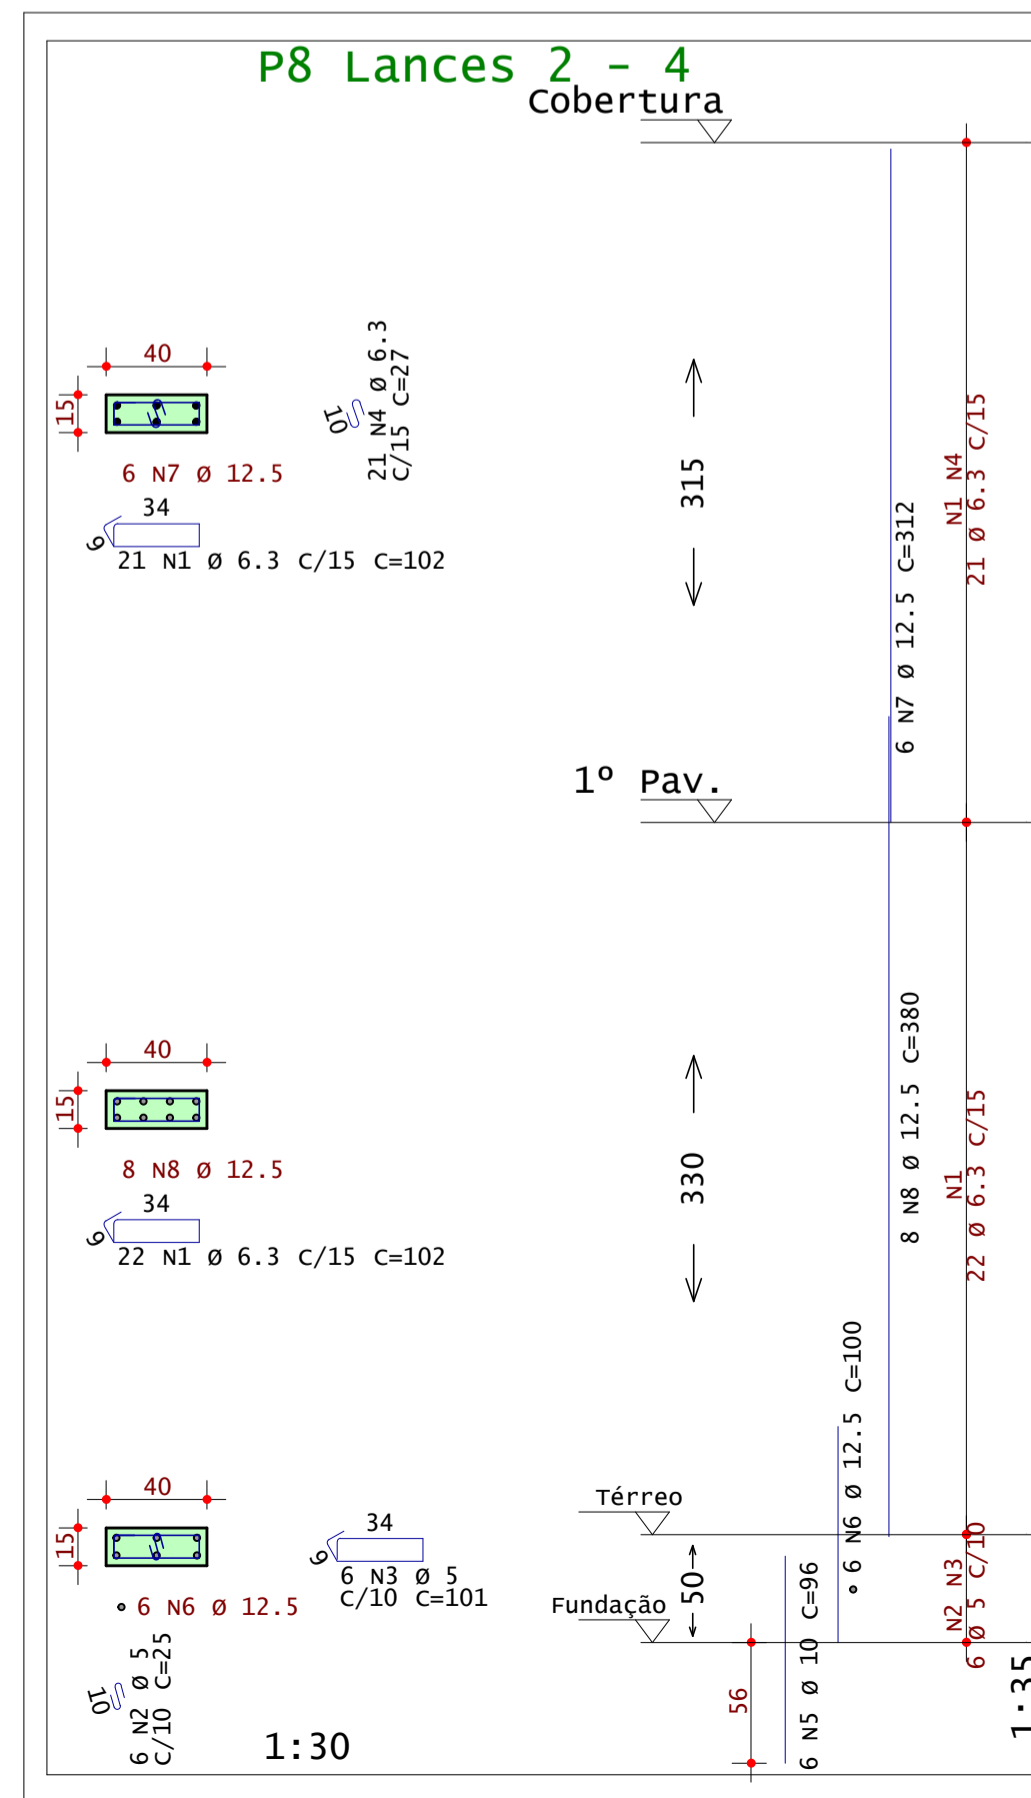 P8 Lances 2 - 4
Cobertura
40
15
6 N7 Ø 12.5
34
9
21 N1 Ø 6.3 C/15 C=102
10
21 N4 Ø 6.3
C/15 C=27
315
6 N7 Ø 12.5 C=312
N1 N4
21 Ø 6.3 C/15
1º Pav.
40
15
8 N8 Ø 12.5
34
9
22 N1 Ø 6.3 C/15 C=102
330
8 N8 Ø 12.5 C=380
N1
22 Ø 6.3 C/15
40
15
6 N6 Ø 12.5
34
9
6 N3 Ø 5
C/10 C=101
10
6 N2 Ø 5
C/10 C=25
Térreo
50
Fundação
56
6 N5 Ø 10 C=96
6 N6 Ø 12.5 C=100
N2 N3
6 Ø 5 C/10
1:30
1:35